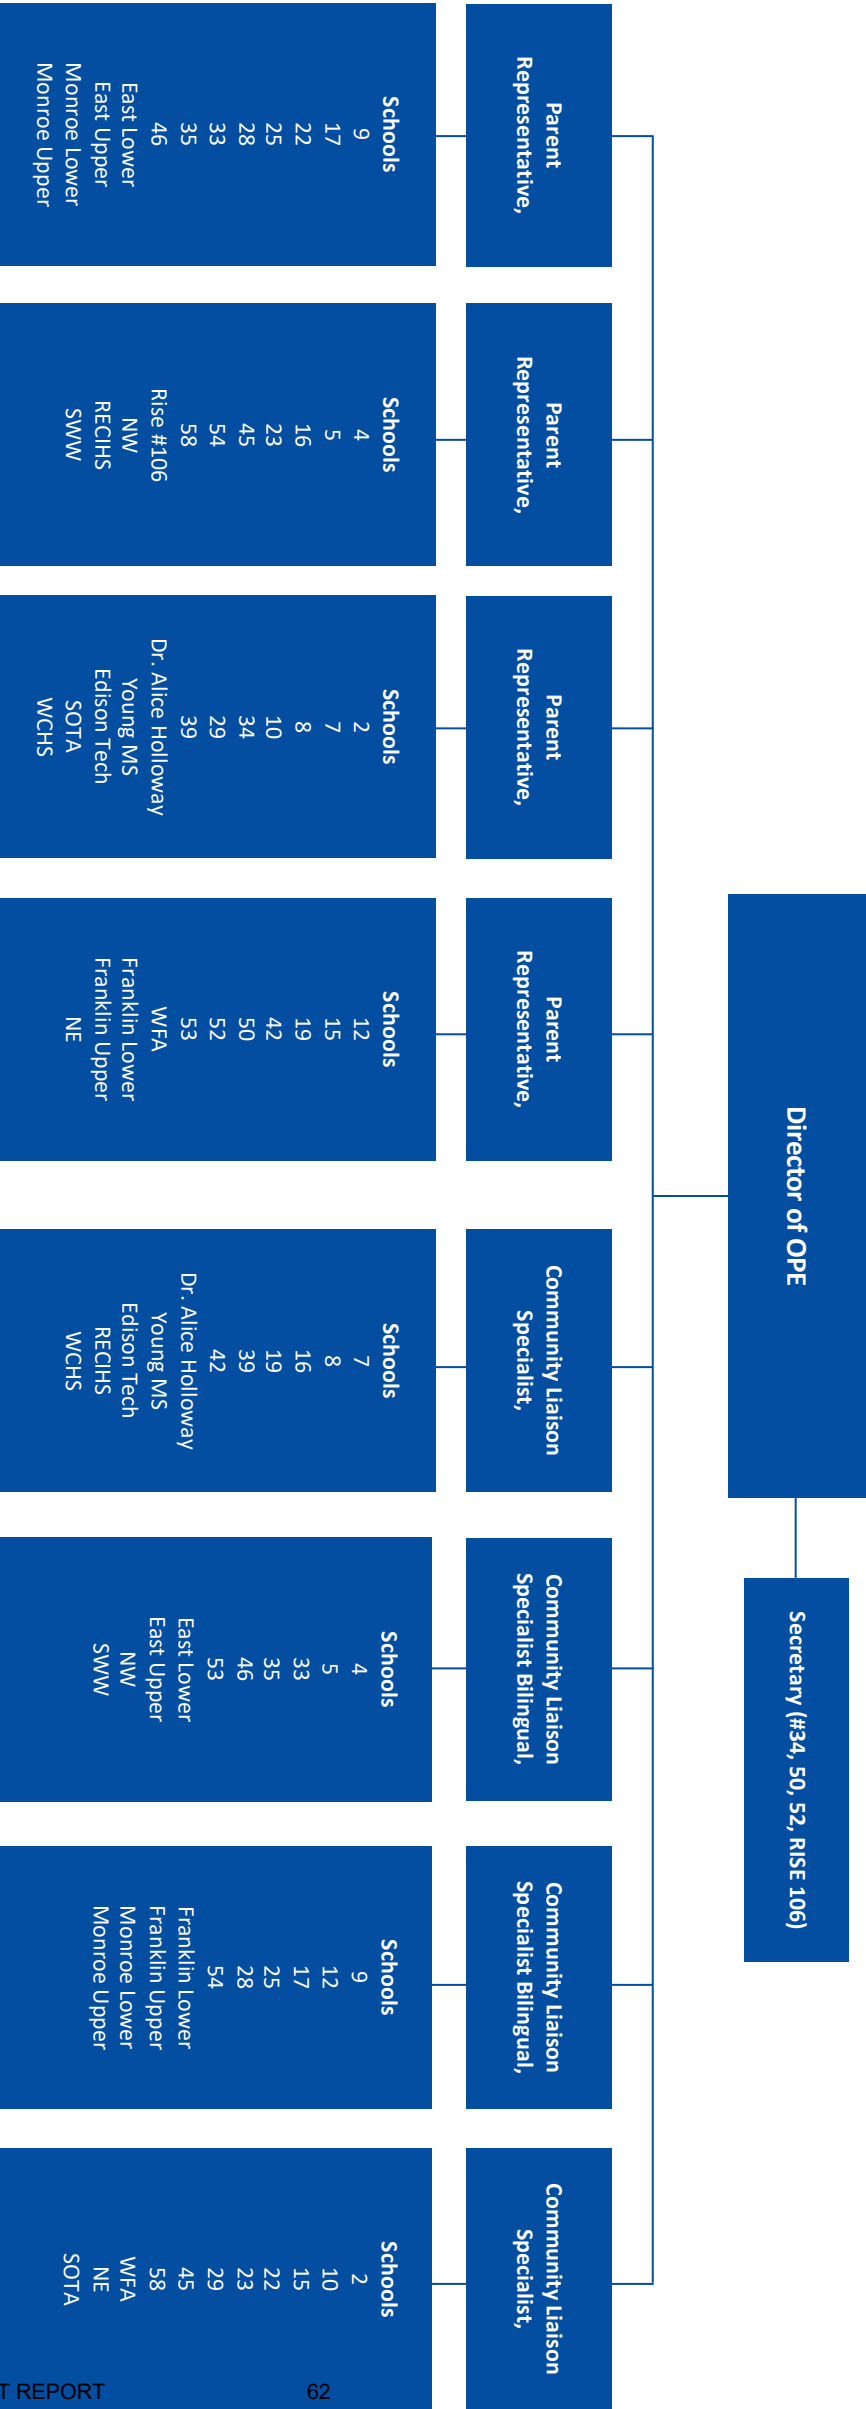 Director of OPE
Secretary (#34, 50, 52, RISE 106)
Parent
Representative,
Schools
9
17
22
25
28
33
35
46
East Lower
East Upper
Monroe Lower
Monroe Upper
Parent
Representative,
Schools
4
5
16
23
45
54
58
Rise #106
NW
RECIHS
SWW
Parent
Representative,
Schools
2
7
8
10
34
29
39
Dr. Alice Holloway
Young MS
Edison Tech
SOTA
WCHS
Parent
Representative,
Schools
12
15
19
42
50
52
53
WFA
Franklin Lower
Franklin Upper
NE
Community Liaison
Specialist,
Schools
7
8
16
19
39
42
Dr. Alice Holloway
Young MS
Edison Tech
RECIHS
WCHS
Community Liaison
Specialist Bilingual,
Schools
4
5
33
35
46
53
East Lower
East Upper
NW
SWW
Community Liaison
Specialist Bilingual,
Schools
9
12
17
25
28
54
Franklin Lower
Franklin Upper
Monroe Lower
Monroe Upper
Community Liaison
Specialist,
Schools
2
10
15
22
23
29
45
58
WFA
NE
SOTA
T REPORT
62